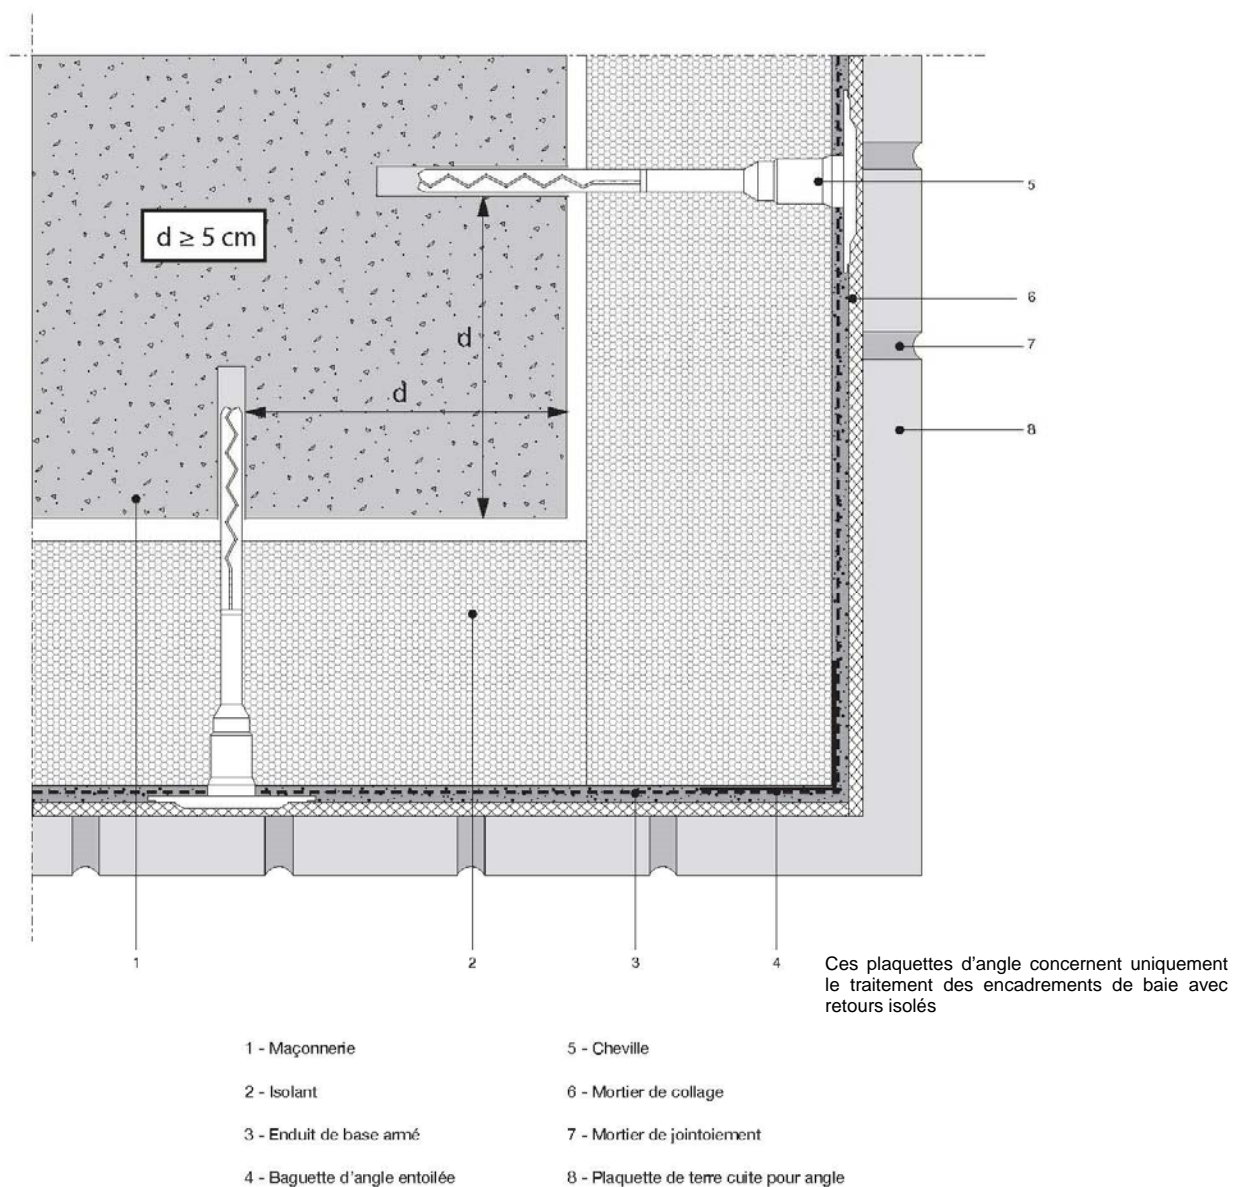 5
d ≥ 5 cm
6
d
7
d
8
1
2
3
4
Ces plaquettes d'angle concernent uniquement
le traitement des encadrements de baie avec
retours isolés
1 - Maçonnerie
5 - Cheville
2 - Isolant
6 - Mortier de collage
3 - Enduit de base armé
7 - Mortier de jointoiement
4 - Baguette d'angle entoilée
8 - Plaquette de terre cuite pour angle